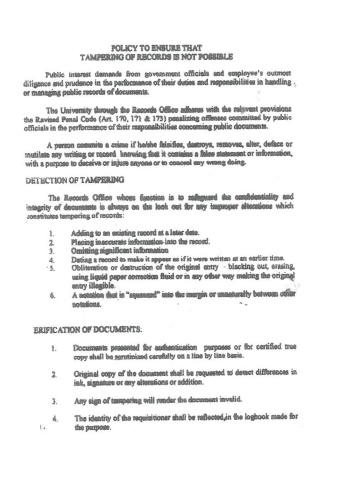 POLICY TO ENSURE THAT
TAMPERING OF RECORDS IS NOT POSSIBLE
Public interest demands from government officials and employee's outmost
diligence and prudence in the performance of their duties and responsibilities in handling
or managing public records of documents.
The University through the Records Office adheres with the relevant provisions
the Revised Penal Code (Art. 170, 171 & 173) penalizing offenses committed by public
officials in the performance of their responsibilities concerning public documents.
A person commits a crime if he/she falsifies, destroys, removes, alter, deface or
mutilate any writing or record knowing that it contains a false statement or information,
with a purpose to deceive or injure anyone or to conceal any wrong doing.
DETECTION OF TAMPERING
The Records Office whose function is to safeguard the confidentiality and
integrity of documents is always on the look out for any improper alterations which
constitutes tampering of records:
1. Adding to an existing record at a later date.
2. Placing inaccurate information into the record.
3. Omitting significant information
4. Dating a record to make it appear as if it were written at an earlier time.
5. Obliteration or destruction of the original entry - blacking out, erasing,
using liquid paper correction fluid or in any other way making the original
entry illegible.
6. A notation that is "squeezed" into the margin or unnaturally between other
notations.
ERIFICATION OF DOCUMENTS:
1. Documents presented for authentication purposes or for certified true
copy shall be scrutinized carefully on a line by line basis.
2. Original copy of the document shall be requested to detect differences in
ink, signature or any alterations or addition.
3. Any sign of tampering will render the document invalid.
4. The identity of the requisitioner shall be reflected,in the logbook made for
the purpose.